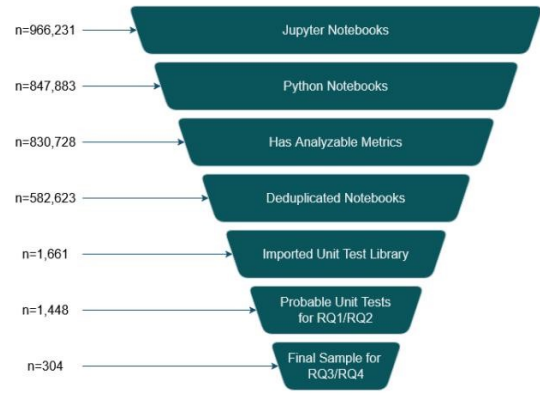 n=966,231
Jupyter Notebooks
n=847,883
Python Notebooks
n=830,728
Has Analyzable Metrics
n=582,623
Deduplicated Notebooks
n=1,661
Imported Unit Test Library
n=1,448
Probable Unit Tests
for RQ1/RQ2
n=304
Final Sample for
RQ3/RQ4